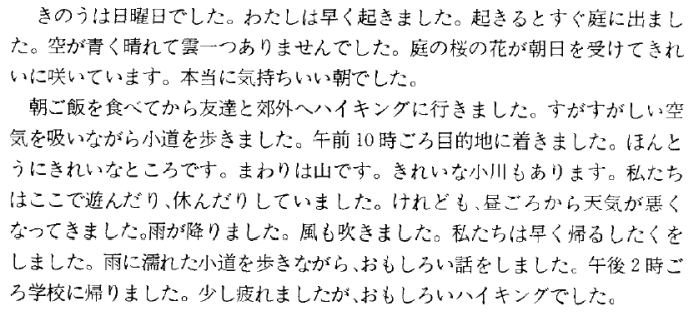 きのうは日曜日でした。わたしは早く起きました。起きるとすぐ庭に出まし
た。空が青く晴れて雲一つありませんでした。庭の桜の花が朝日を受けてきれ
いに咲いています。本当に気持ちいい朝でした。
朝ご飯を食べてから友達と郊外へハイキングに行きました。すがすがしい空
気を吸いながら小道を歩きました。午前10時ごろ目的地に着きました。ほんと
うにきれいなところです。まわりは山です。きれいな小川もあります。私たち
はここで遊んだり、休んだりしていました。けれども、昼ごろから天気が悪く
なってきました。雨が降りました。風も吹きました。私たちは早く帰るしたくを
しました。雨に濡れた小道を歩きながら、おもしろい話をしました。午後2時ご
ろ学校に帰りました。少し疲れましたが、おもしろいハイキングでした。